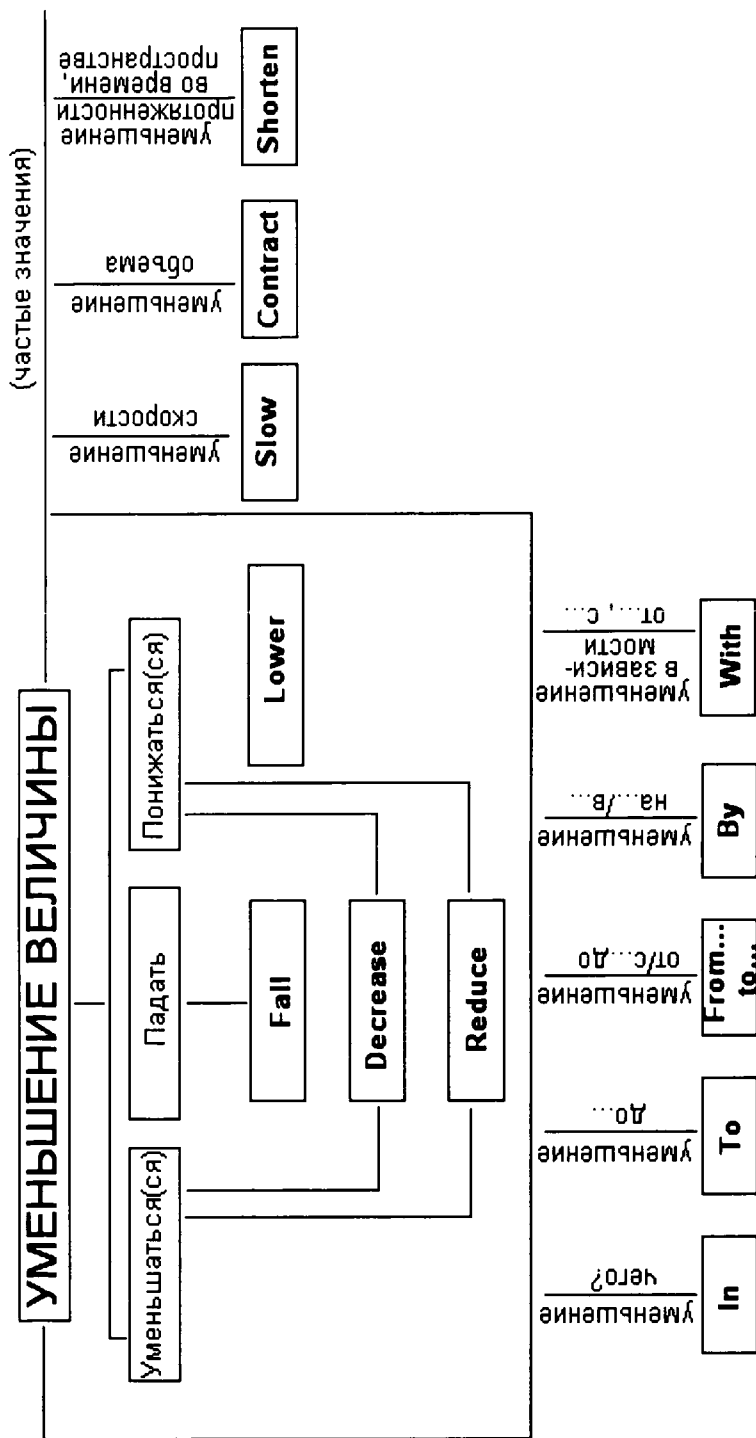 УМЕНЬШЕНИЕ ВЕЛИЧИНЫ
(частые значения)
Уменьшаться(ся)
Падать
Понижаться(ся)
Fall
Lower
Decrease
Reduce
уменьшение
скорости
Slow
уменьшение
объема
Contract
уменьшение
протяженности
во времени,
пространстве
Shorten
уменьшение
чего?
In
уменьшение
до...
To
уменьшение
от/с...до
From...
to...
уменьшение
на.../в...
By
уменьшение
в зависи-
мости
от..., с...
With